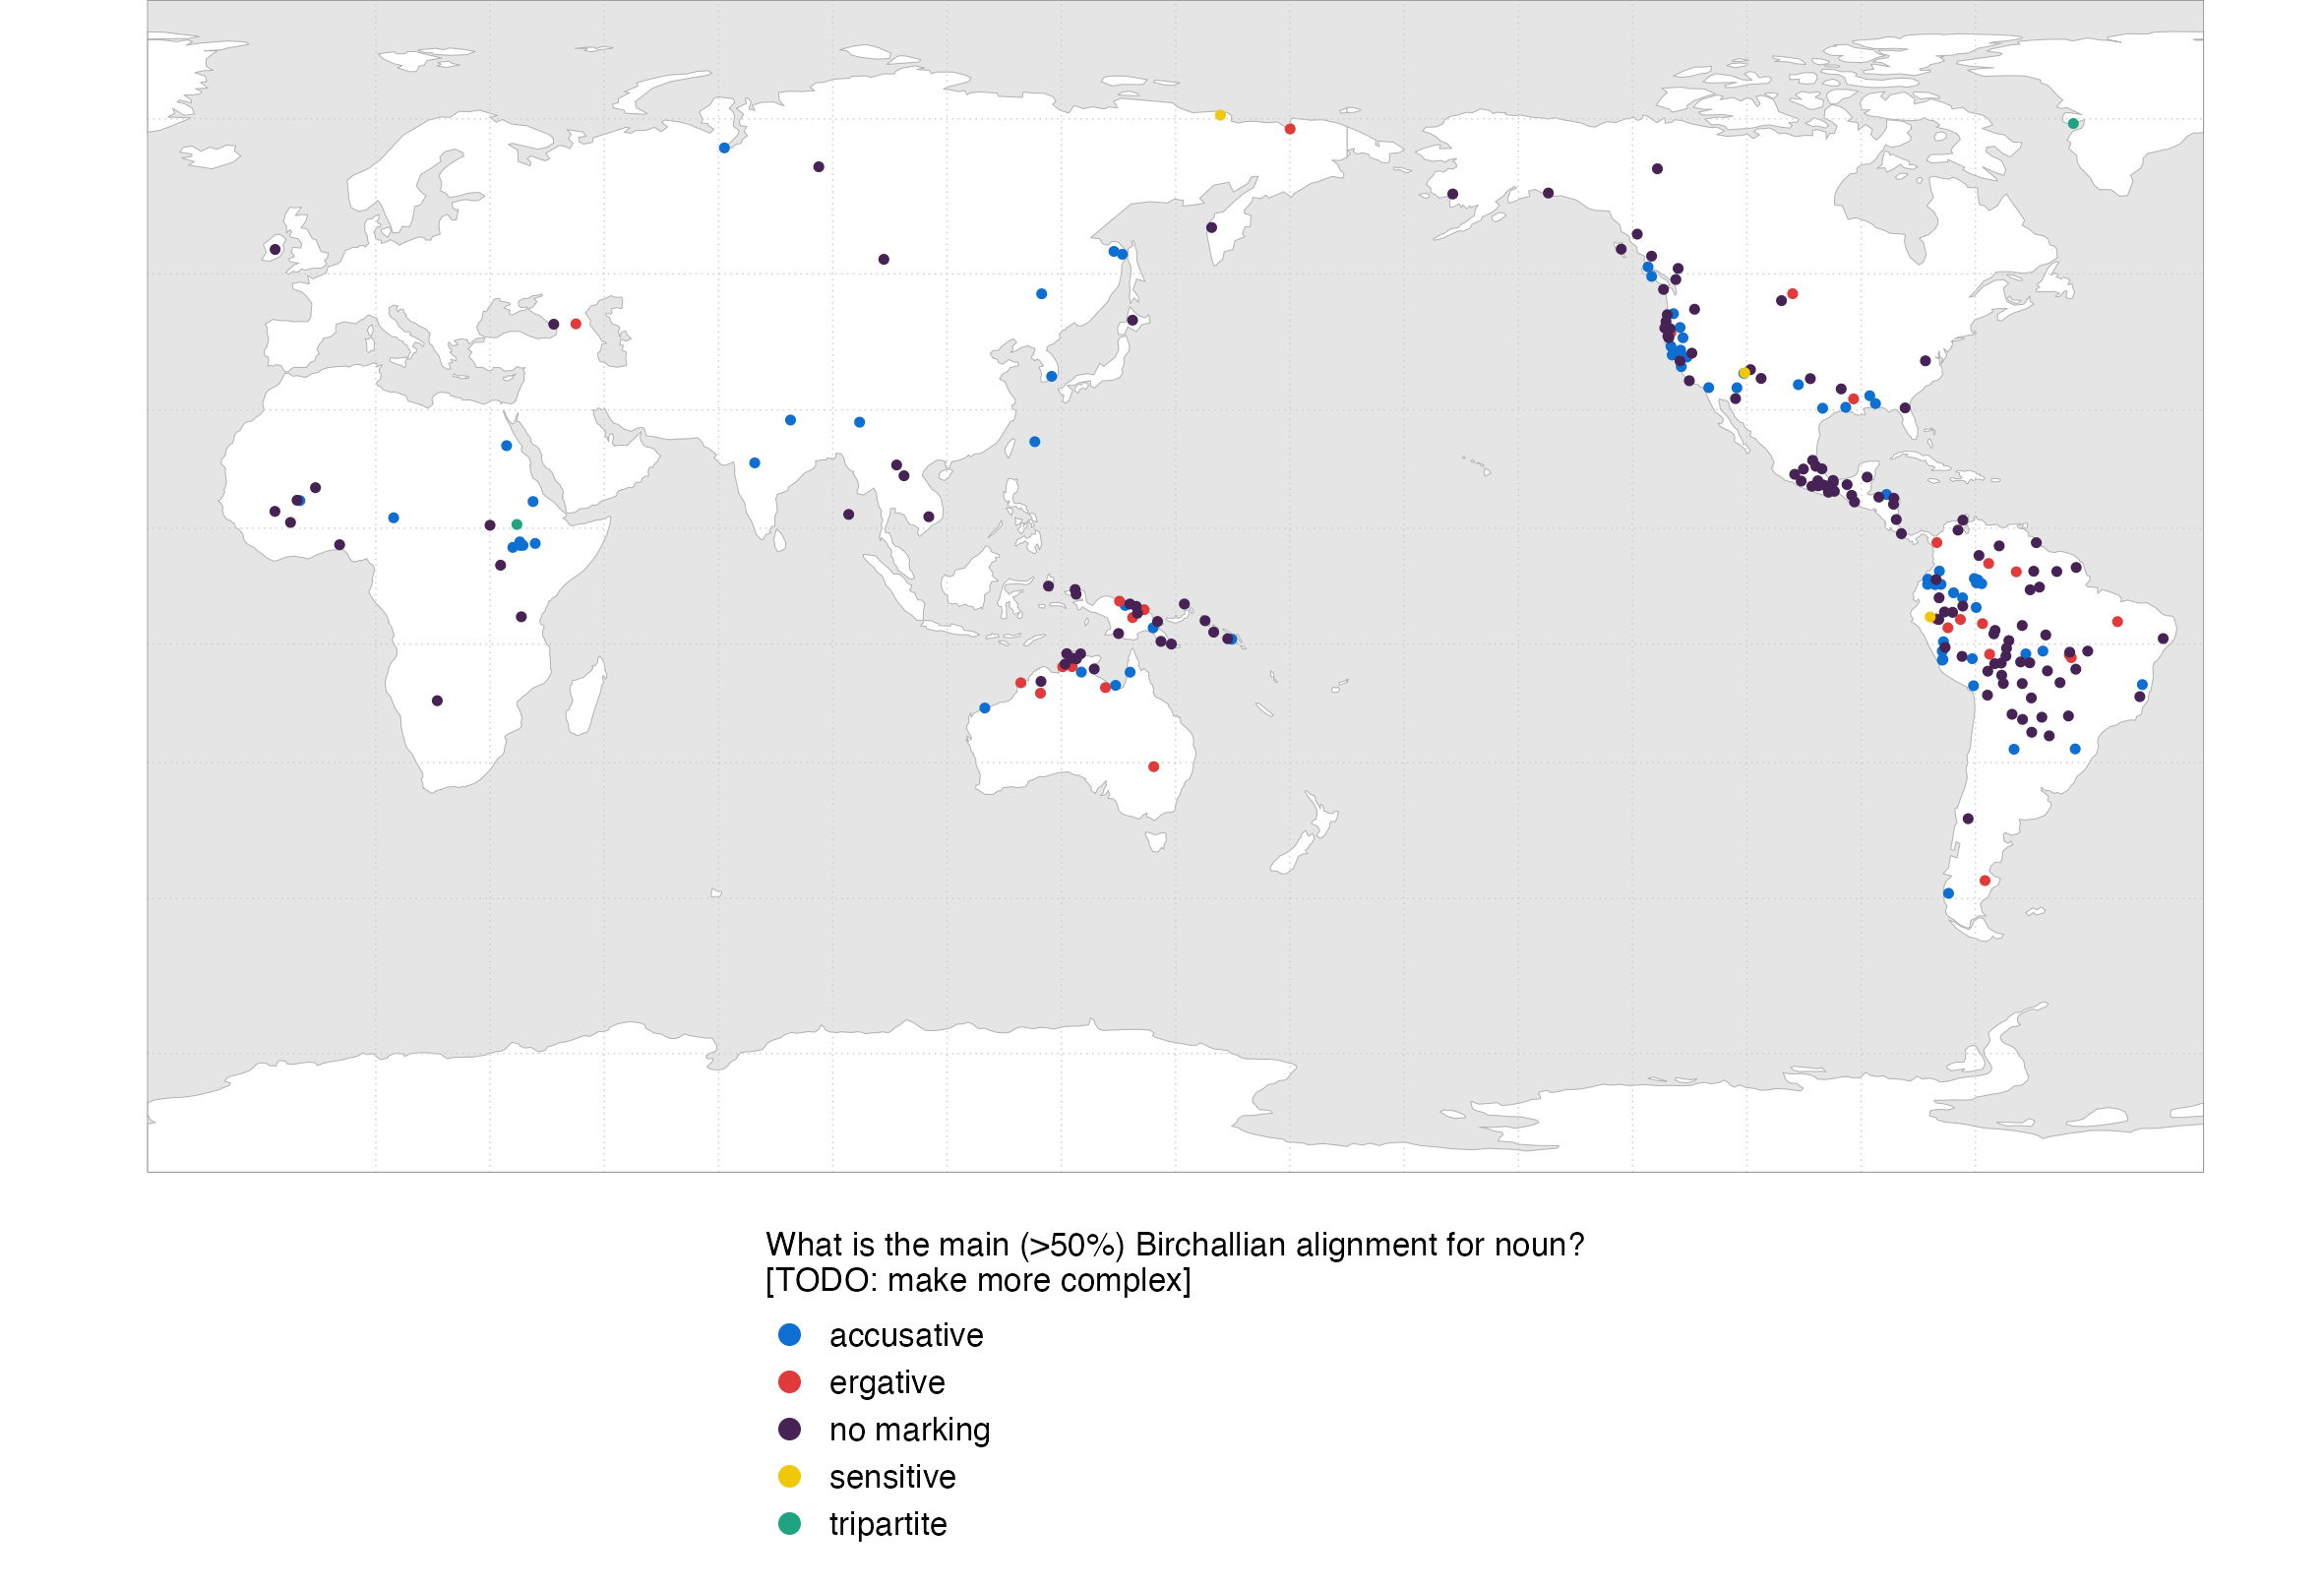 What is the main (>50%) Birchallian alignment for noun?
[TODO: make more complex]
accusative
ergative
no marking
sensitive
tripartite